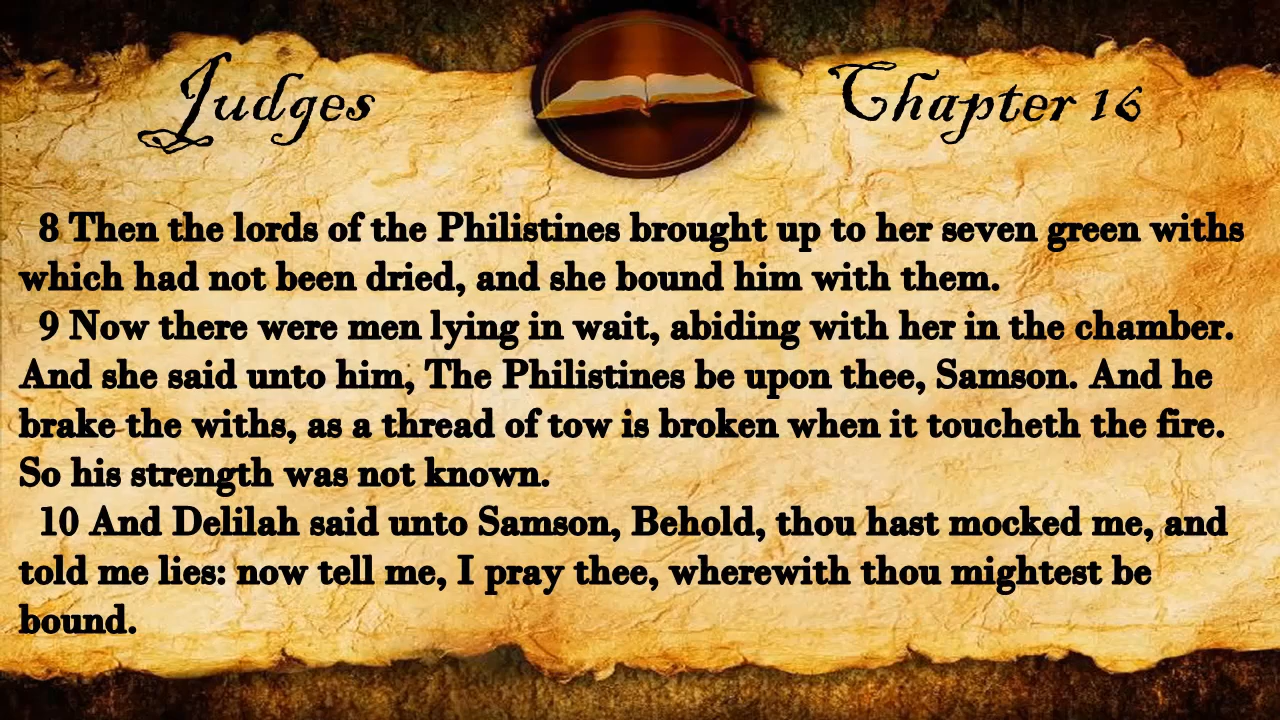 Judges
Chapter 16
8 Then the lords of the Philistines brought up to her seven green withs
which had not been dried, and she bound him with them.
9 Now there were men lying in wait, abiding with her in the chamber.
And she said unto him, The Philistines be upon thee, Samson. And he
brake the withs, as a thread of tow is broken when it toucheth the fire.
So his strength was not known.
10 And Delilah said unto Samson, Behold, thou hast mocked me, and
told me lies: now tell me, I pray thee, wherewith thou mightest be
bound.